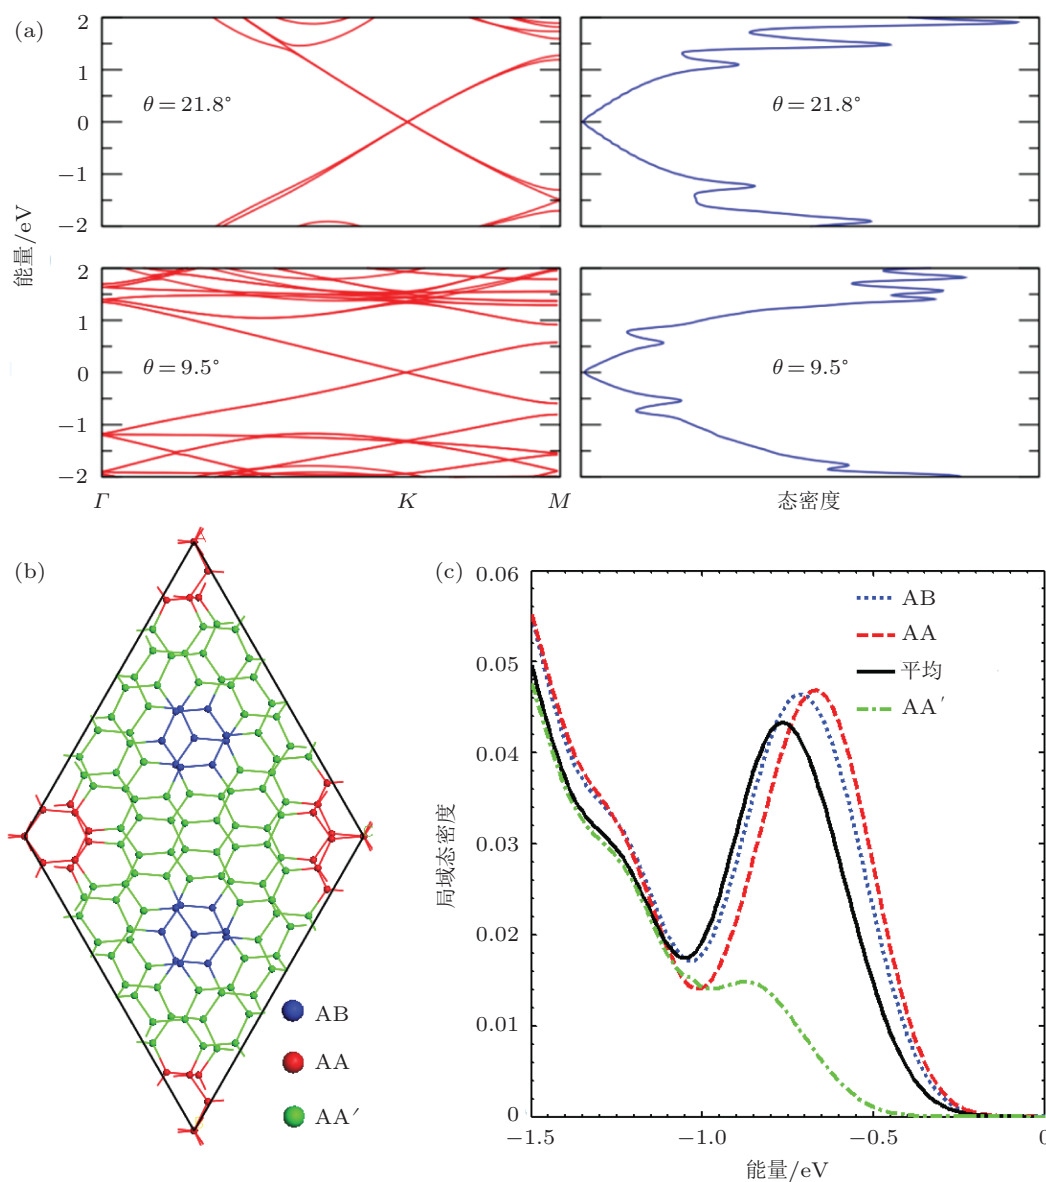 (a)
2
1
0
−1
−2
θ = 21.8°
θ = 21.8°
能量/eV
2
1
0
−1
−2
θ = 9.5°
θ = 9.5°
Γ
K
M
态密度
(b)
A
AB
AA
AA′
(c)
0.06
0.05
0.04
0.03
0.02
0.01
0
局域态密度
AB
AA
平均
AA′
−1.5
−1.0
−0.5
0
能量/eV